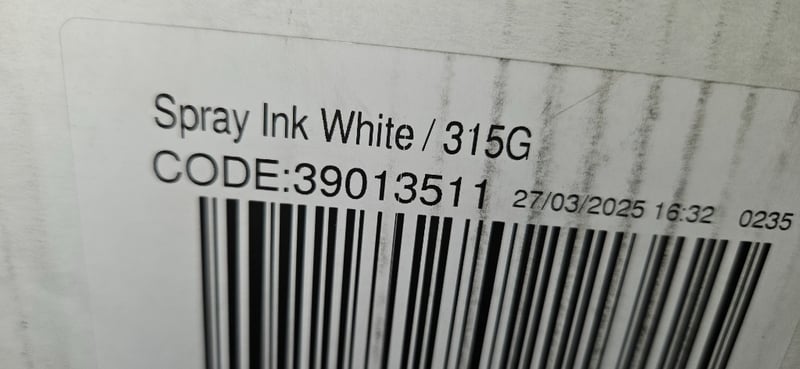 Spray Ink White / 315G
CODE:39013511 27/03/2025 16:32 0235